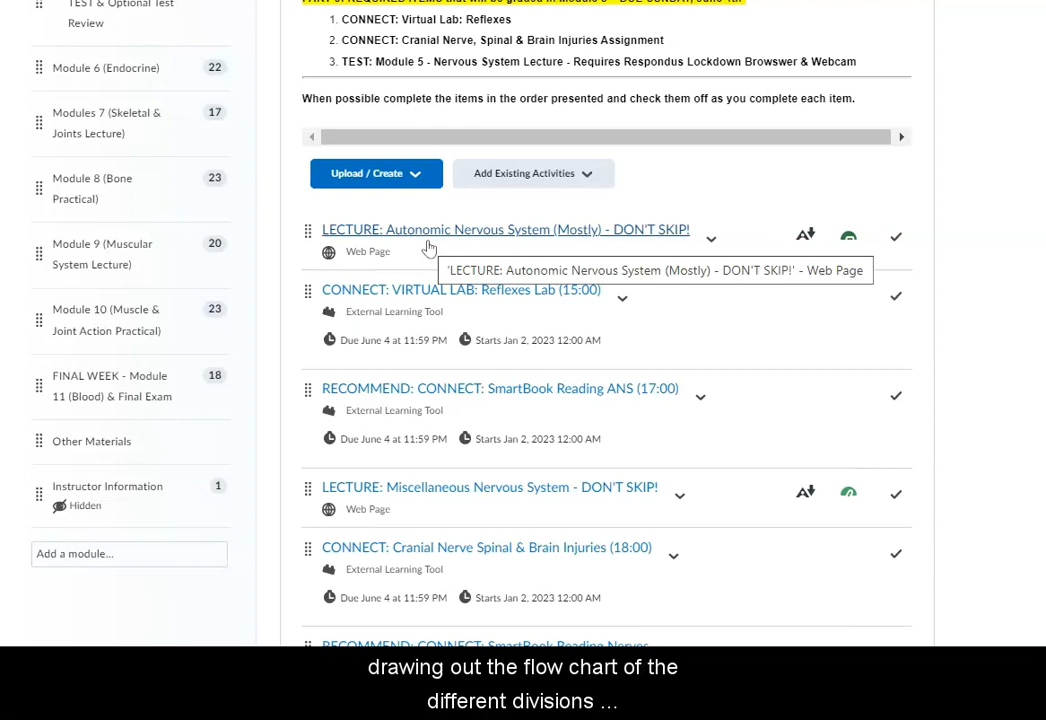 TEST & Optional Test
Review
Module 6 (Endocrine) 22
Modules 7 (Skeletal & 17
Joints Lecture)
Module 8 (Bone 23
Practical)
Module 9 (Muscular 20
System Lecture)
Module 10 (Muscle & 23
Joint Action Practical)
FINAL WEEK - Module 18
11 (Blood) & Final Exam
Other Materials
Instructor Information 1
Hidden
Add a module...
1. CONNECT: Virtual Lab: Reflexes
2. CONNECT: Cranial Nerve, Spinal & Brain Injuries Assignment
3. TEST: Module 5 - Nervous System Lecture - Requires Respondus Lockdown Browswer & Webcam
When possible complete the items in the order presented and check them off as you complete each item.
Upload / Create Add Existing Activities
LECTURE: Autonomic Nervous System (Mostly) - DON'T SKIP!
Web Page
'LECTURE: Autonomic Nervous System (Mostly) - DON'T SKIP!' - Web Page
CONNECT: VIRTUAL LAB: Reflexes Lab (15:00)
External Learning Tool
Due June 4 at 11:59 PM Starts Jan 2, 2023 12:00 AM
RECOMMEND: CONNECT: SmartBook Reading ANS (17:00)
External Learning Tool
Due June 4 at 11:59 PM Starts Jan 2, 2023 12:00 AM
LECTURE: Miscellaneous Nervous System - DON'T SKIP!
Web Page
CONNECT: Cranial Nerve Spinal & Brain Injuries (18:00)
External Learning Tool
Due June 4 at 11:59 PM Starts Jan 2, 2023 12:00 AM
RECOMMEND: CONNECT: SmartBook Reading Nerves
drawing out the flow chart of the
different divisions ...